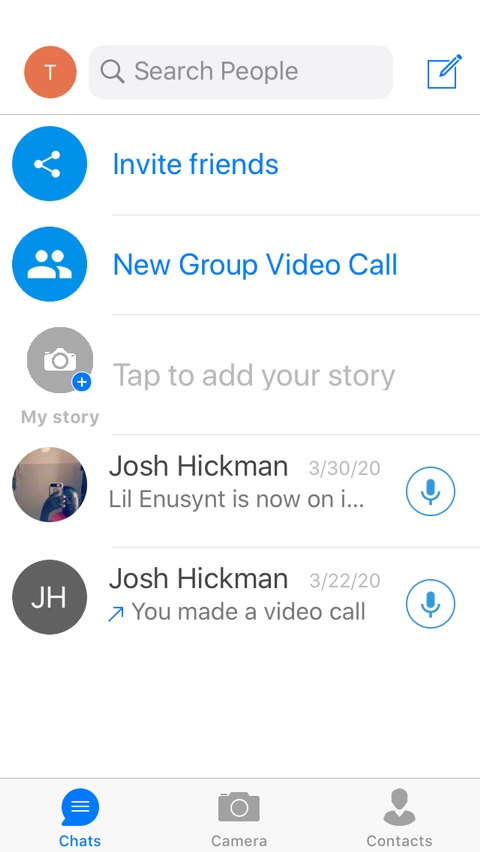 T
Search People
Invite friends
New Group Video Call
Tap to add your story
My story
Josh Hickman 3/30/20
Lil Enusynt is now on i...
JH
Josh Hickman 3/22/20
You made a video call
Chats Camera Contacts